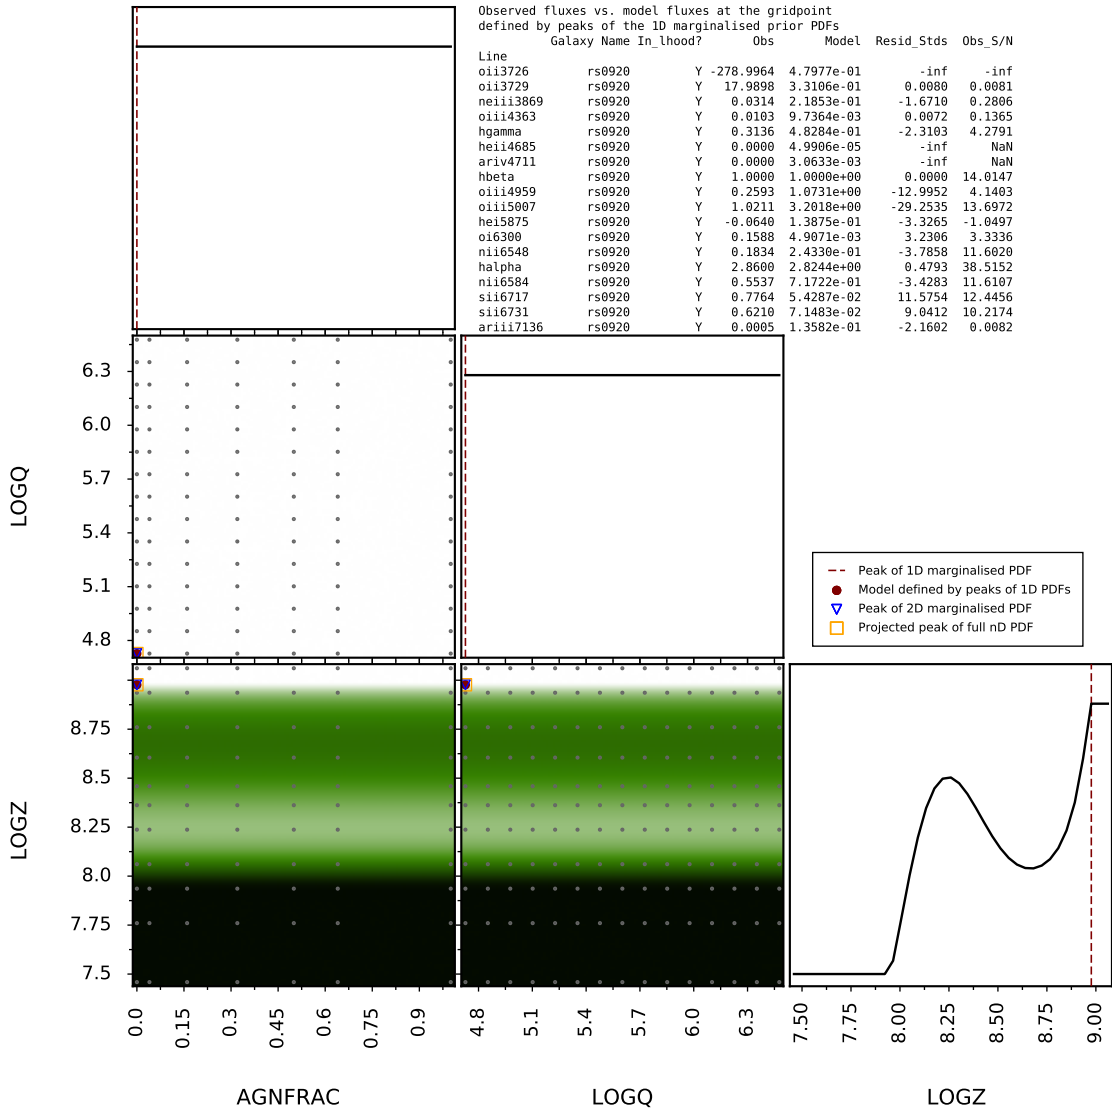 Observed fluxes vs. model fluxes at the gridpoint
defined by peaks of the 1D marginalised prior PDFs
Galaxy Name In_lhood? Obs Model Resid_Stds Obs_S/N
Line
oii3726 rs0920 Y -278.9964 4.7977e-01 -inf -inf
oii3729 rs0920 Y 17.9898 3.3106e-01 0.0080 0.0081
neiii3869 rs0920 Y 0.0314 2.1853e-01 -1.6710 0.2806
oiii4363 rs0920 Y 0.0103 9.7364e-03 0.0072 0.1365
hgamma rs0920 Y 0.3136 4.8284e-01 -2.3103 4.2791
heii4685 rs0920 Y 0.0000 4.9906e-05 -inf NaN
ariv4711 rs0920 Y 0.0000 3.0633e-03 -inf NaN
hbeta rs0920 Y 1.0000 1.0000e+00 0.0000 14.0147
oiii4959 rs0920 Y 0.2593 1.0731e+00 -12.9952 4.1403
oiii5007 rs0920 Y 1.0211 3.2018e+00 -29.2535 13.6972
hei5875 rs0920 Y -0.0640 1.3875e-01 -3.3265 -1.0497
oi6300 rs0920 Y 0.1588 4.9071e-03 3.2306 3.3336
nii6548 rs0920 Y 0.1834 2.4330e-01 -3.7858 11.6020
halpha rs0920 Y 2.8600 2.8244e+00 0.4793 38.5152
nii6584 rs0920 Y 0.5537 7.1722e-01 -3.4283 11.6107
sii6717 rs0920 Y 0.7764 5.4287e-02 11.5754 12.4456
sii6731 rs0920 Y 0.6210 7.1483e-02 9.0412 10.2174
ariii7136 rs0920 Y 0.0005 1.3582e-01 -2.1602 0.0082
6.3
6.0
5.7
5.4
5.1
4.8
LOGQ
Peak of 1D marginalised PDF
Model defined by peaks of 1D PDFs
Peak of 2D marginalised PDF
Projected peak of full nD PDF
8.75
8.5
8.25
8.0
7.75
7.5
LOGZ
0.0 0.15 0.3 0.45 0.6 0.75 0.9
4.8 5.1 5.4 5.7 6.0 6.3
7.50 7.75 8.00 8.25 8.50 8.75 9.00
AGNFRAC LOGQ LOGZ